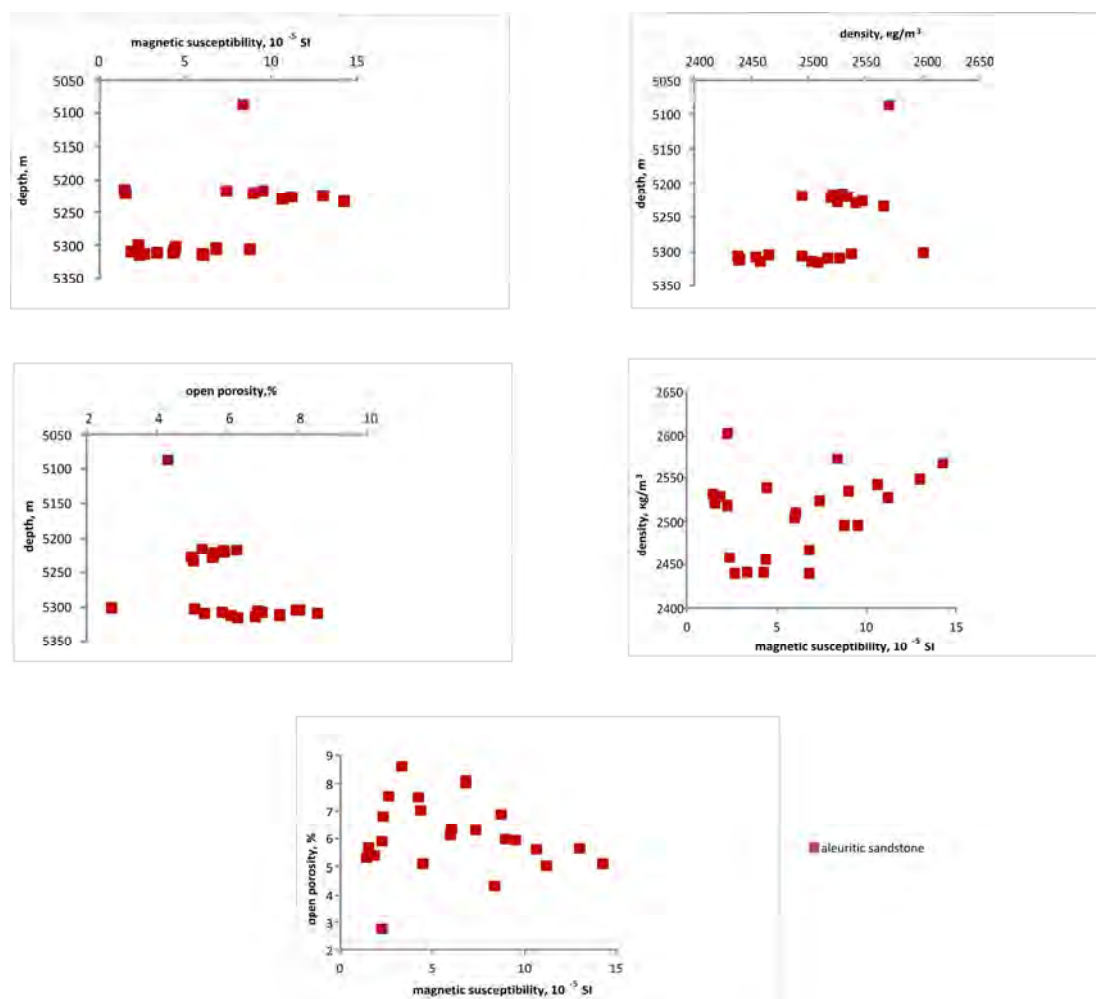 magnetic susceptibility, 10 ⁻⁵ SI
0 5 10 15
5050
5100
5150
5200
5250
5300
5350
depth, m
density, кg/m³
2400 2450 2500 2550 2600 2650
5050
5100
5150
5200
5250
5300
5350
depth, m
open porosity,%
2 4 6 8 10
5050
5100
5150
5200
5250
5300
5350
depth, m
2650
2600
2550
2500
2450
2400
density, кg/m³
0 5 10 15
magnetic susceptibility, 10 ⁻⁵ SI
9
8
7
6
5
4
3
2
open porosity, %
0 5 10 15
magnetic susceptibility, 10 ⁻⁵ SI
aleuritic sandstone